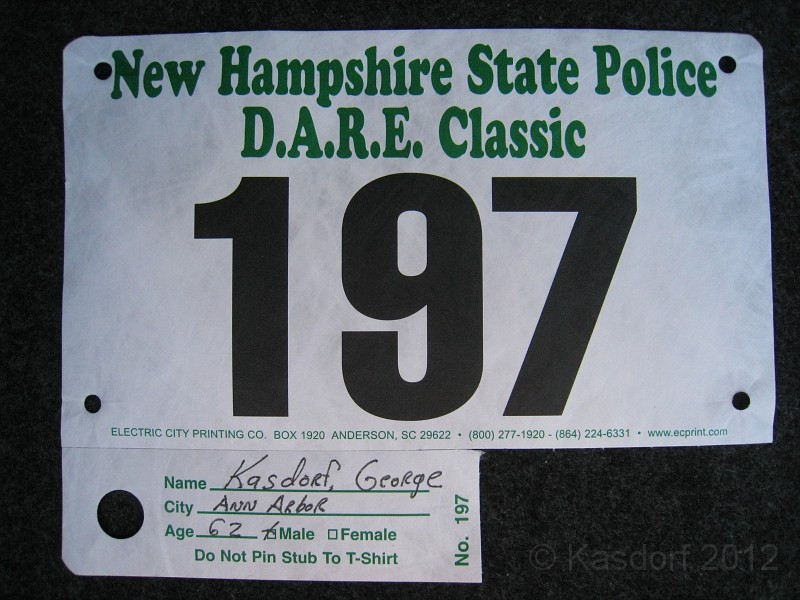 New Hampshire State Police
D.A.R.E. Classic
197
ELECTRIC CITY PRINTING CO. BOX 1920 ANDERSON, SC 29622 • (800) 277-1920 - (864) 224-6331 • www.ecprint.com
Name Kasdorf, George
City Ann Arbor
Age 62 Male Female
Do Not Pin Stub To T-Shirt
No. 197
© Kasdorf 2012